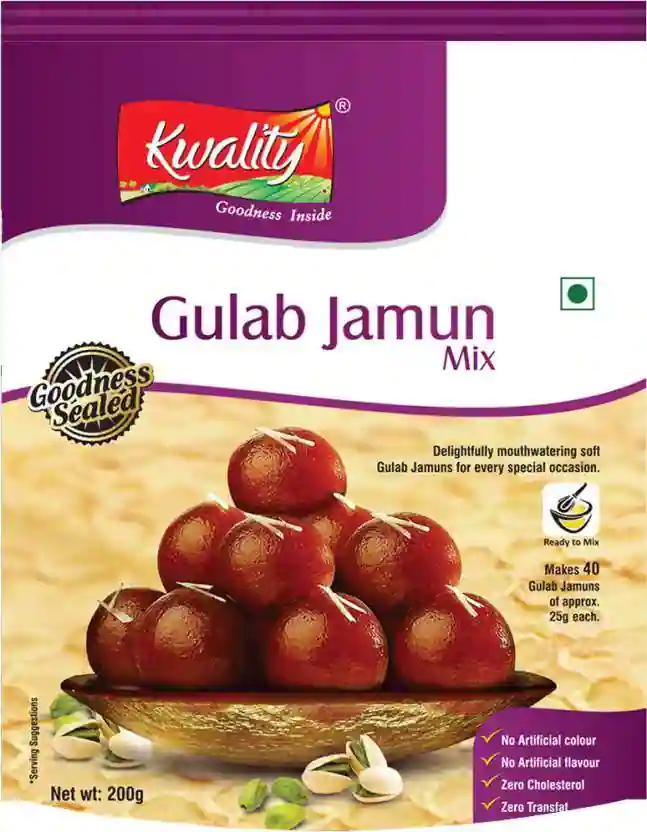 Kwality ®
Goodness Inside
Gulab Jamun
Mix
Goodness
Sealed
Delightfully mouthwatering soft
Gulab Jamuns for every special occasion.
Ready to Mix
Makes 40
Gulab Jamuns
of approx.
25g each.
*Serving Suggestions
Net wt: 200g
No Artificial colour
No Artificial flavour
Zero Cholesterol
Zero Transfat